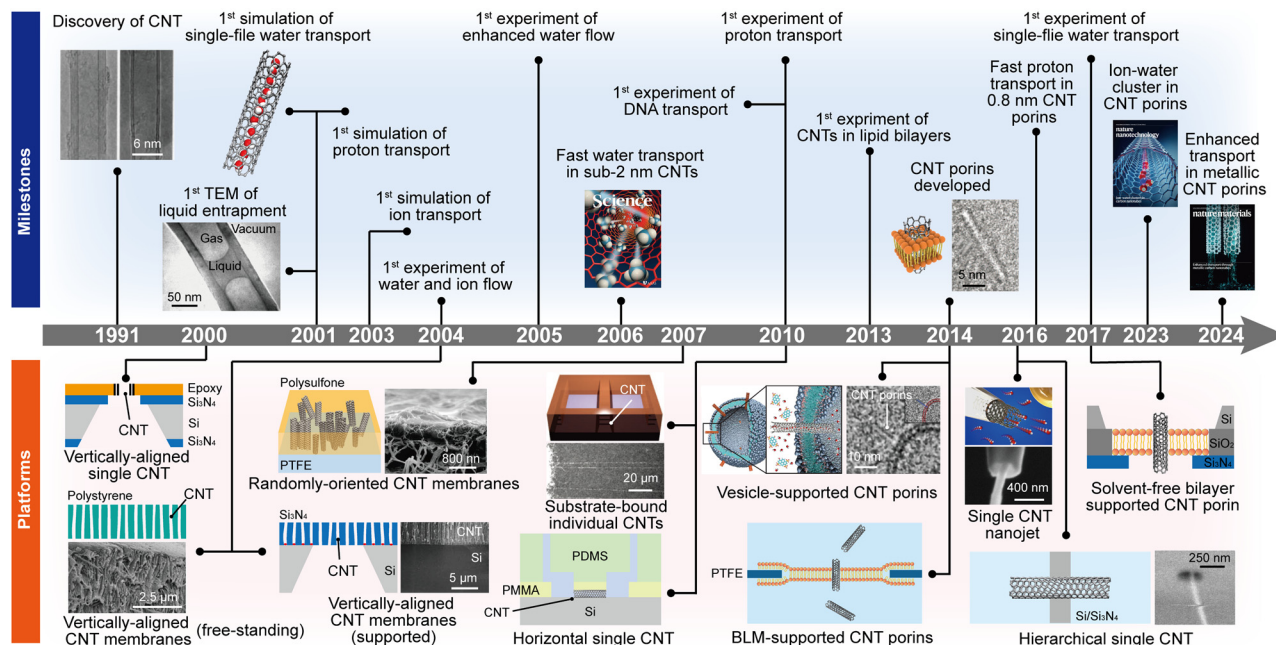 Milestones
Discovery of CNT
6 nm
1st simulation of
single-file water transport
1st simulation of
proton transport
1st TEM of
liquid entrapment
Vacuum
Gas
Liquid
50 nm
1st simulation of
ion transport
1st experiment of
water and ion flow
1st experiment of
enhanced water flow
Fast water transport
in sub-2 nm CNTs
Science
1st experiment of
proton transport
1st experiment of
DNA transport
1st expriment of
CNTs in lipid bilayers
CNT porins
developed
5 nm
1st experiment of
single-flie water transport
Fast proton
transport in
0.8 nm CNT
porins
Ion-water
cluster in
CNT porins
nature
nanotechnology
Enhanced
transport
in metallic
CNT porins
nature materials
1991
2000
2001
2003
2004
2005
2006
2007
2010
2013
2014
2016
2017
2023
2024
Platforms
Epoxy
Si3N4
Si
Si3N4
CNT
Vertically-aligned
single CNT
Polystyrene
CNT
2.5 µm
Vertically-aligned
CNT membranes
(free-standing)
Polysulfone
PTFE
800 nm
Randomly-oriented CNT membranes
Si3N4
CNT
Si
CNT
Si
5 µm
Vertically-aligned
CNT membranes
(supported)
CNT
20 µm
Substrate-bound
individual CNTs
PDMS
PMMA
CNT
Si
Horizontal single CNT
CNT porins
10 nm
Vesicle-supported CNT porins
PTFE
BLM-supported CNT porins
400 nm
Single CNT
nanojet
Si
SiO2
Si3N4
Solvent-free bilayer
supported CNT porin
Si/Si3N4
250 nm
Hierarchical single CNT